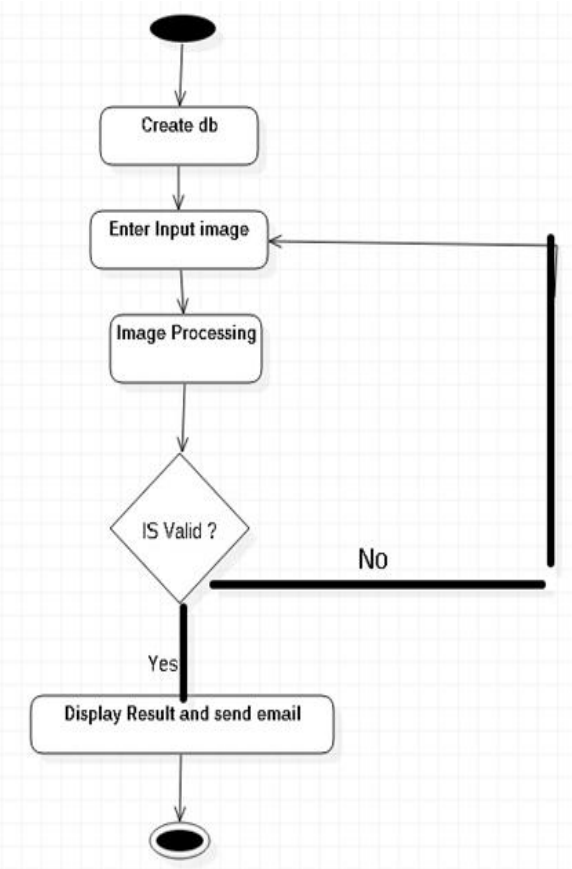 Create db
Enter Input image
Image Processing
IS Valid ?
No
Yes
Display Result and send email